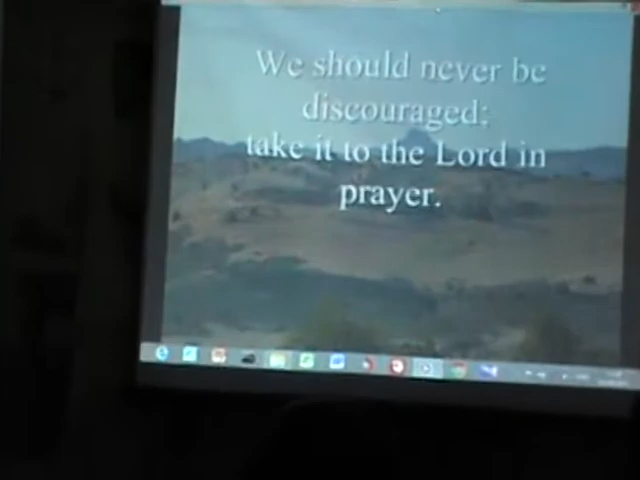 We should never be
discouraged;
take it to the Lord in
prayer.